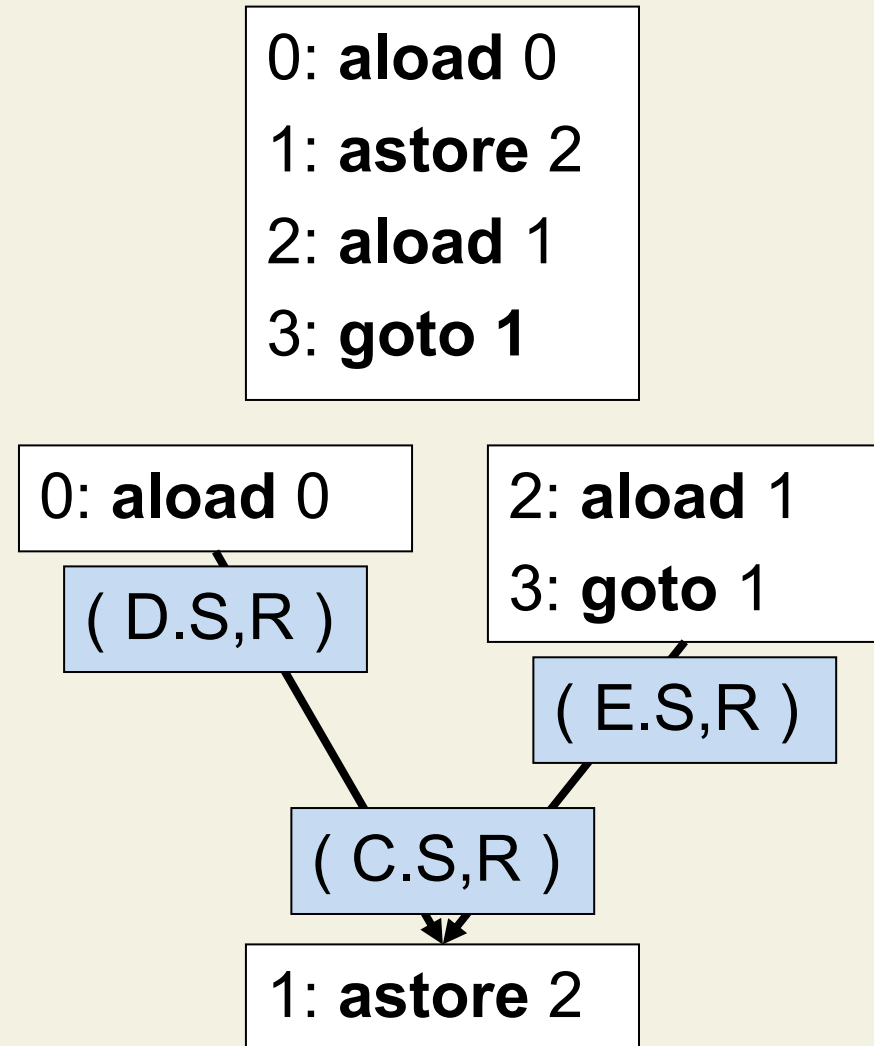 0: aload 0
1: astore 2
2: aload 1
3: goto 1
0: aload 0
2: aload 1
3: goto 1
( D.S,R )
( E.S,R )
( C.S,R )
1: astore 2